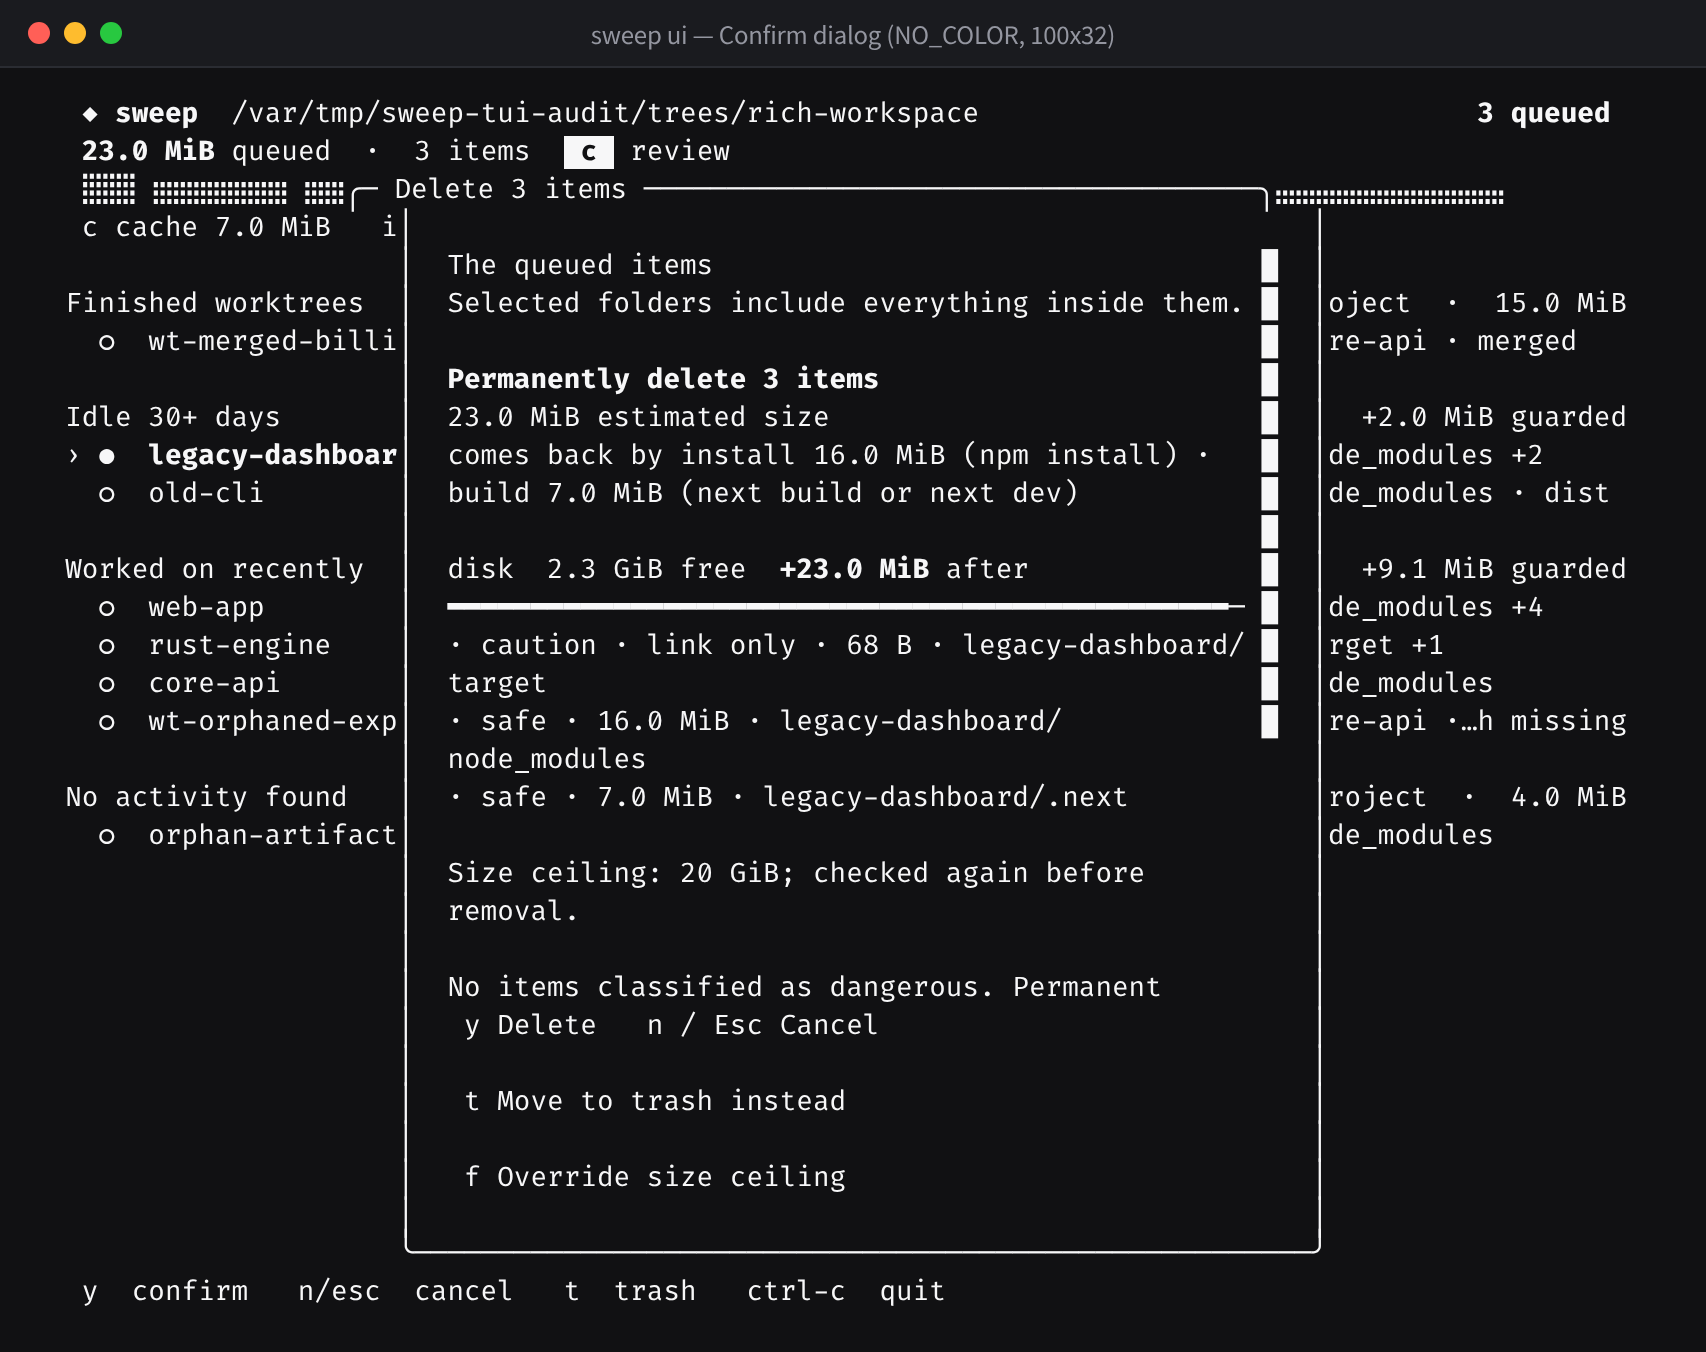 sweep ui — Confirm dialog (NO_COLOR, 100x32)
◆ sweep  /var/tmp/sweep-tui-audit/trees/rich-workspace  3 queued
23.0 MiB queued  ·  3 items  c  review
Delete 3 items
c cache 7.0 MiB   i
The queued items
Finished worktrees  Selected folders include everything inside them.  oject  ·  15.0 MiB
○  wt-merged-billi  re-api · merged
Permanently delete 3 items
Idle 30+ days  23.0 MiB estimated size  +2.0 MiB guarded
› ●  legacy-dashboar  comes back by install 16.0 MiB (npm install) ·  de_modules +2
○  old-cli  build 7.0 MiB (next build or next dev)  de_modules · dist
Worked on recently  disk  2.3 GiB free  +23.0 MiB after  +9.1 MiB guarded
○  web-app  de_modules +4
○  rust-engine  · caution · link only · 68 B · legacy-dashboard/  rget +1
○  core-api  target  de_modules
○  wt-orphaned-exp  · safe · 16.0 MiB · legacy-dashboard/  re-api ·…h missing
node_modules
No activity found  · safe · 7.0 MiB · legacy-dashboard/.next  roject  ·  4.0 MiB
○  orphan-artifact  de_modules
Size ceiling: 20 GiB; checked again before
removal.
No items classified as dangerous. Permanent
y Delete   n / Esc Cancel
t Move to trash instead
f Override size ceiling
y  confirm   n/esc  cancel   t  trash   ctrl-c  quit